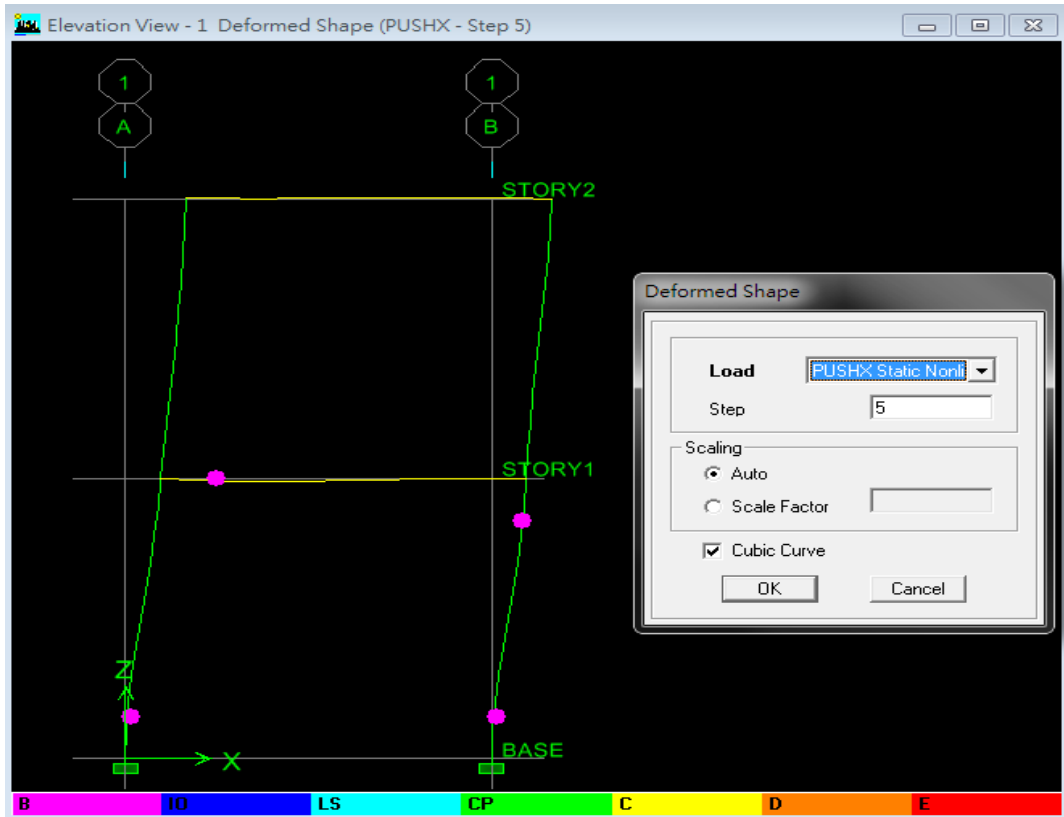 Elevation View - 1 Deformed Shape (PUSHX - Step 5)
1
1
A
B
STORY2
STORY1
Z
X
BASE
B IO LS CP C D E
Deformed Shape
Load PUSHX Static Nonli
Step 5
Scaling
Auto
Scale Factor
Cubic Curve
OK Cancel